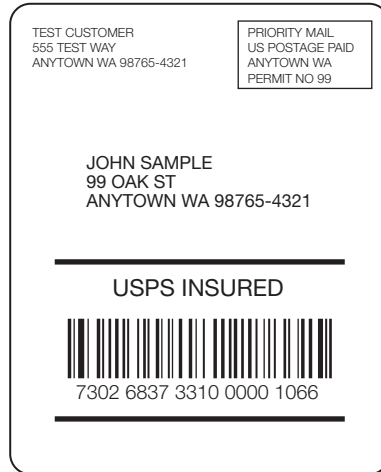 TEST CUSTOMER
555 TEST WAY
ANYTOWN WA 98765-4321
PRIORITY MAIL
US POSTAGE PAID
ANYTOWN WA
PERMIT NO 99
JOHN SAMPLE
99 OAK ST
ANYTOWN WA 98765-4321
USPS INSURED
7302 6837 3310 0000 1066